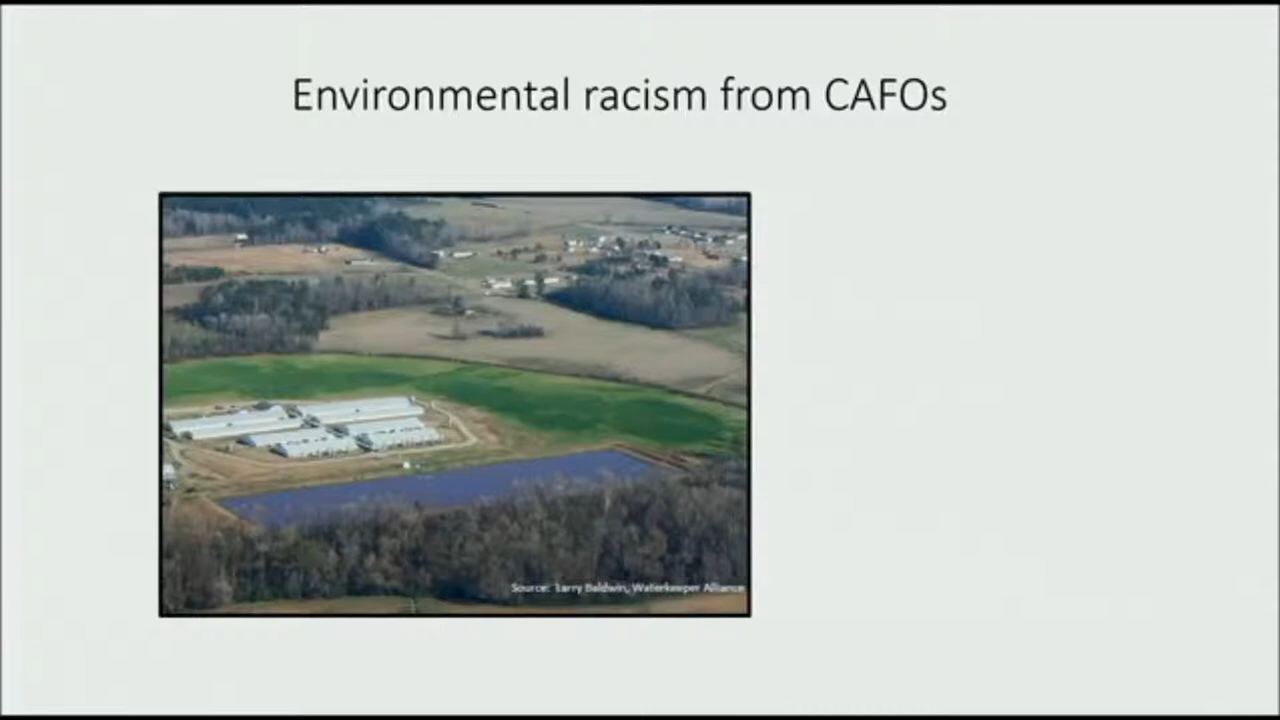 Environmental racism from CAFOs
Source: Larry Baldwin, Waterkeeper Alliance